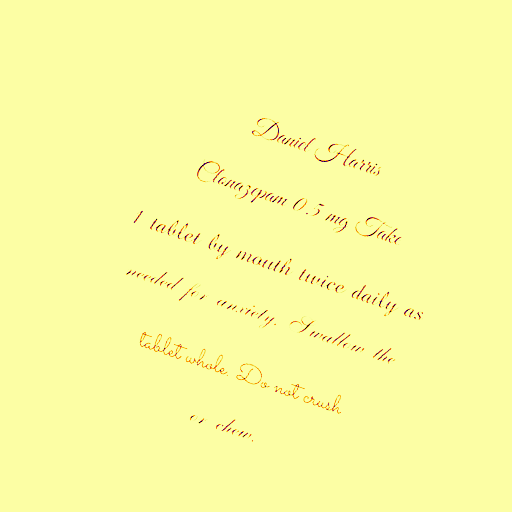 Daniel Harris
Clonazepam 0.5 mg Take
1 tablet by mouth twice daily as
needed for anxiety. Swallow the
tablet whole. Do not crush
or chew.